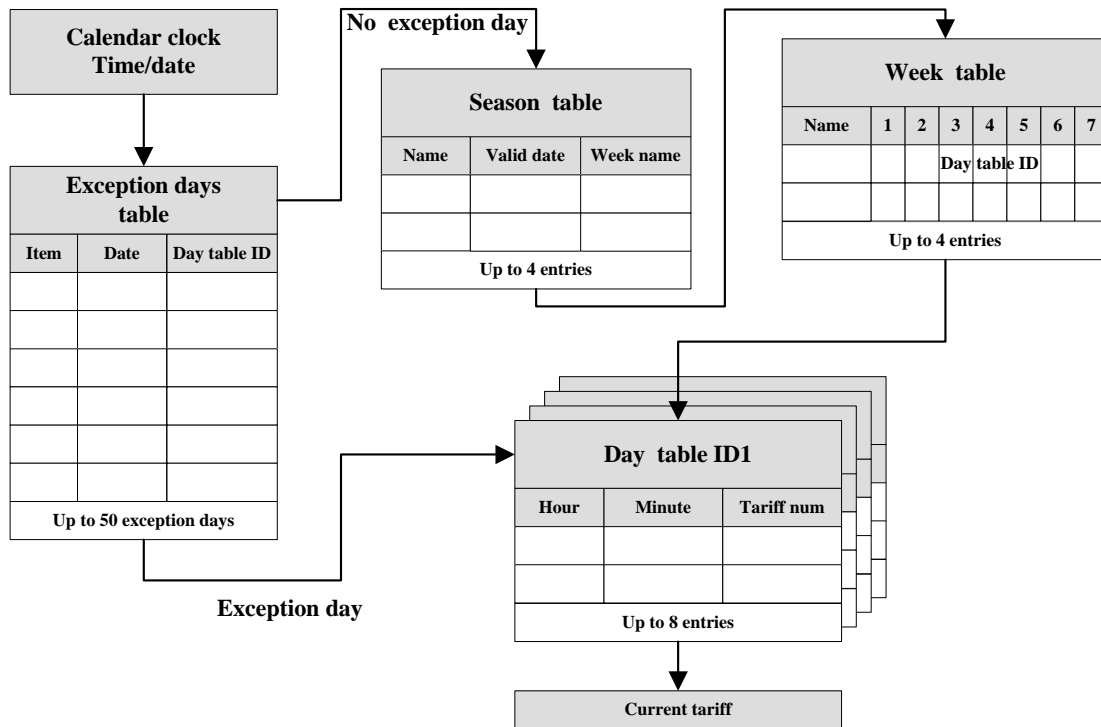 Calendar clock
Time/date
No exception day
Exception days
table
Item Date Day table ID
Up to 50 exception days
Season table
Name Valid date Week name
Up to 4 entries
Week table
Name 1 2 3 4 5 6 7
Day table ID
Up to 4 entries
Exception day
Day table ID1
Hour Minute Tariff num
Up to 8 entries
Current tariff